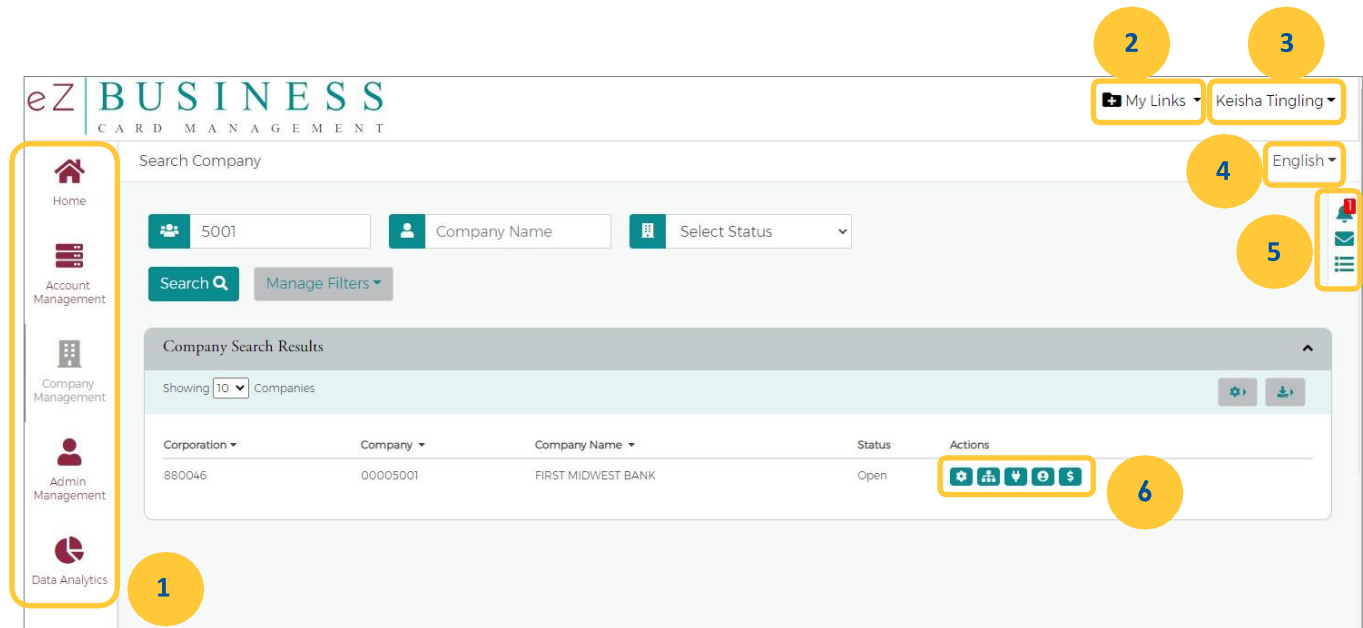 2
3
eZ BUSINESS
CARD MANAGEMENT
My Links
Keisha Tingling
Home
Search Company
4
English
1
5001
Company Name
Select Status
5
Account
Management
Search
Manage Filters
Company Search Results
Company
Management
Showing 10 Companies
Corporation
Company
Company Name
Status
Actions
880046
00005001
FIRST MIDWEST BANK
Open
$
6
Admin
Management
Data Analytics
1